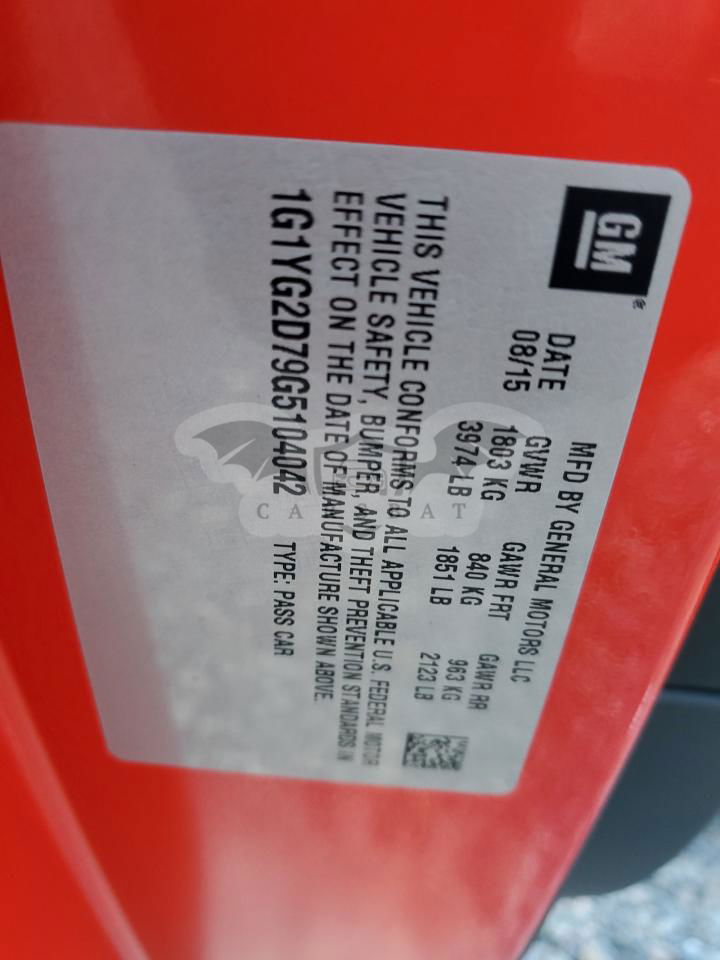 GM®
MFD BY GENERAL MOTORS LLC
DATE GVWR GAWR FRT GAWR RR
08/15 1803 KG 840 KG 963 KG
3974 LB 1851 LB 2123 LB
THIS VEHICLE CONFORMS TO ALL APPLICABLE U.S. FEDERAL MOTOR
VEHICLE SAFETY, BUMPER, AND THEFT PREVENTION STANDARDS IN
EFFECT ON THE DATE OF MANUFACTURE SHOWN ABOVE.
1G1YG2D79G5104042 TYPE: PASS CAR